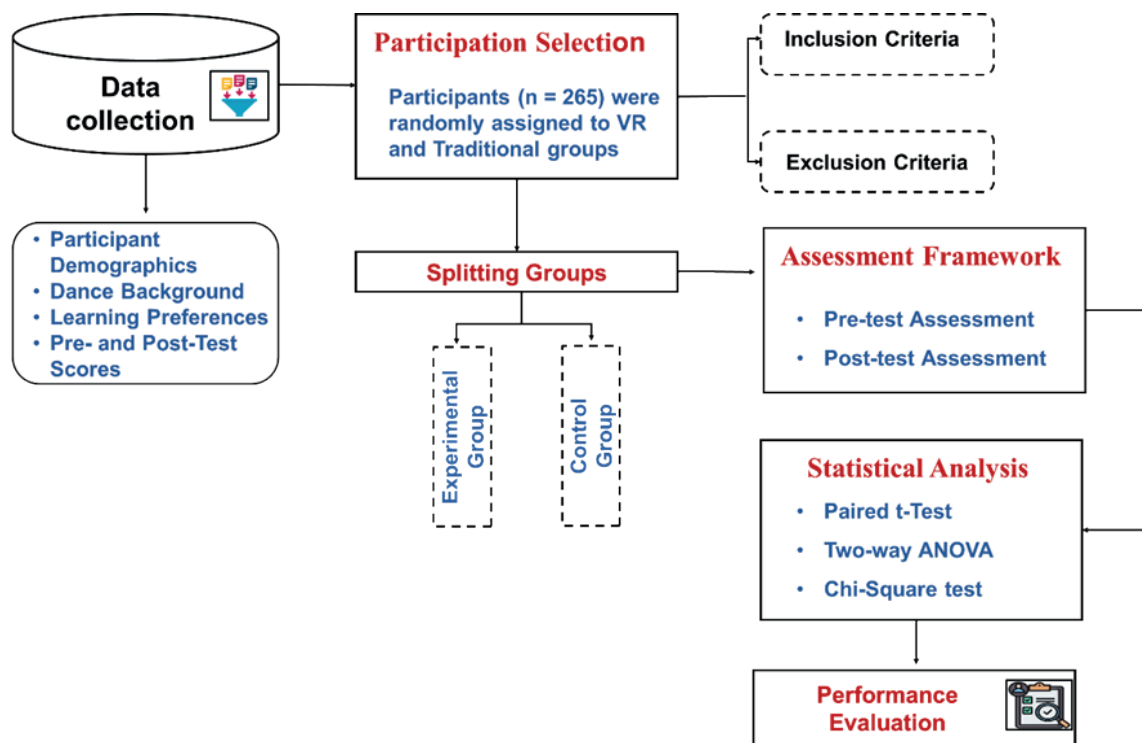 Data
collection
Participation Selection
Participants (n = 265) were
randomly assigned to VR
and Traditional groups
Inclusion Criteria
Exclusion Criteria
• Participant
Demographics
• Dance Background
• Learning Preferences
• Pre- and Post-Test
Scores
Splitting Groups
Experimental
Group
Control
Group
Assessment Framework
• Pre-test Assessment
• Post-test Assessment
Statistical Analysis
• Paired t-Test
• Two-way ANOVA
• Chi-Square test
Performance
Evaluation